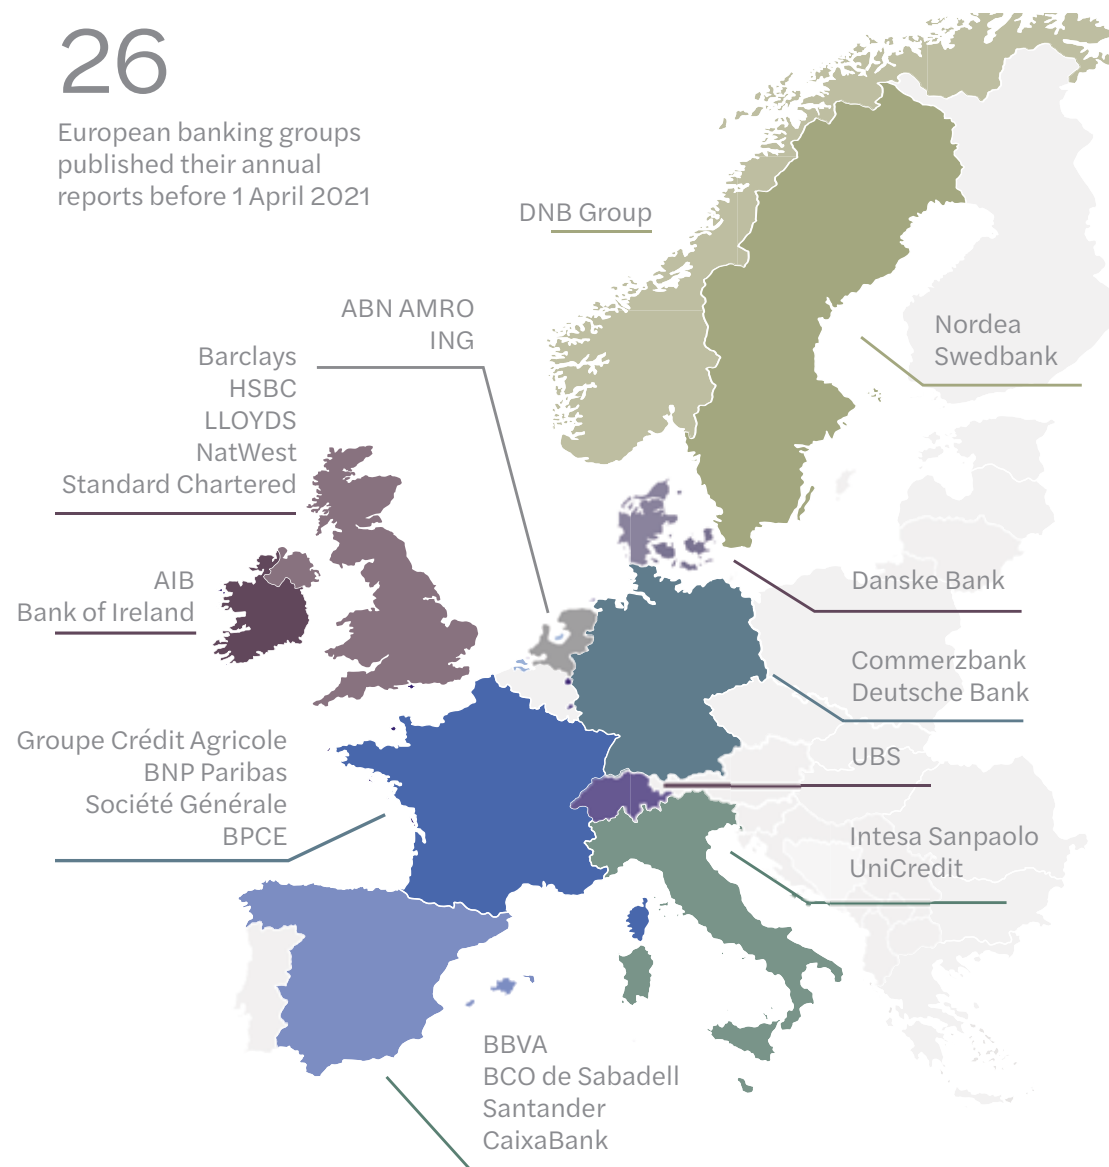 26
European banking groups
published their annual
reports before 1 April 2021
DNB Group
ABN AMRO
ING
Nordea
Swedbank
Barclays
HSBC
LLOYDS
NatWest
Standard Chartered
AIB
Bank of Ireland
Danske Bank
Commerzbank
Deutsche Bank
Groupe Crédit Agricole
BNP Paribas
Société Générale
BPCE
UBS
Intesa Sanpaolo
UniCredit
BBVA
BCO de Sabadell
Santander
CaixaBank